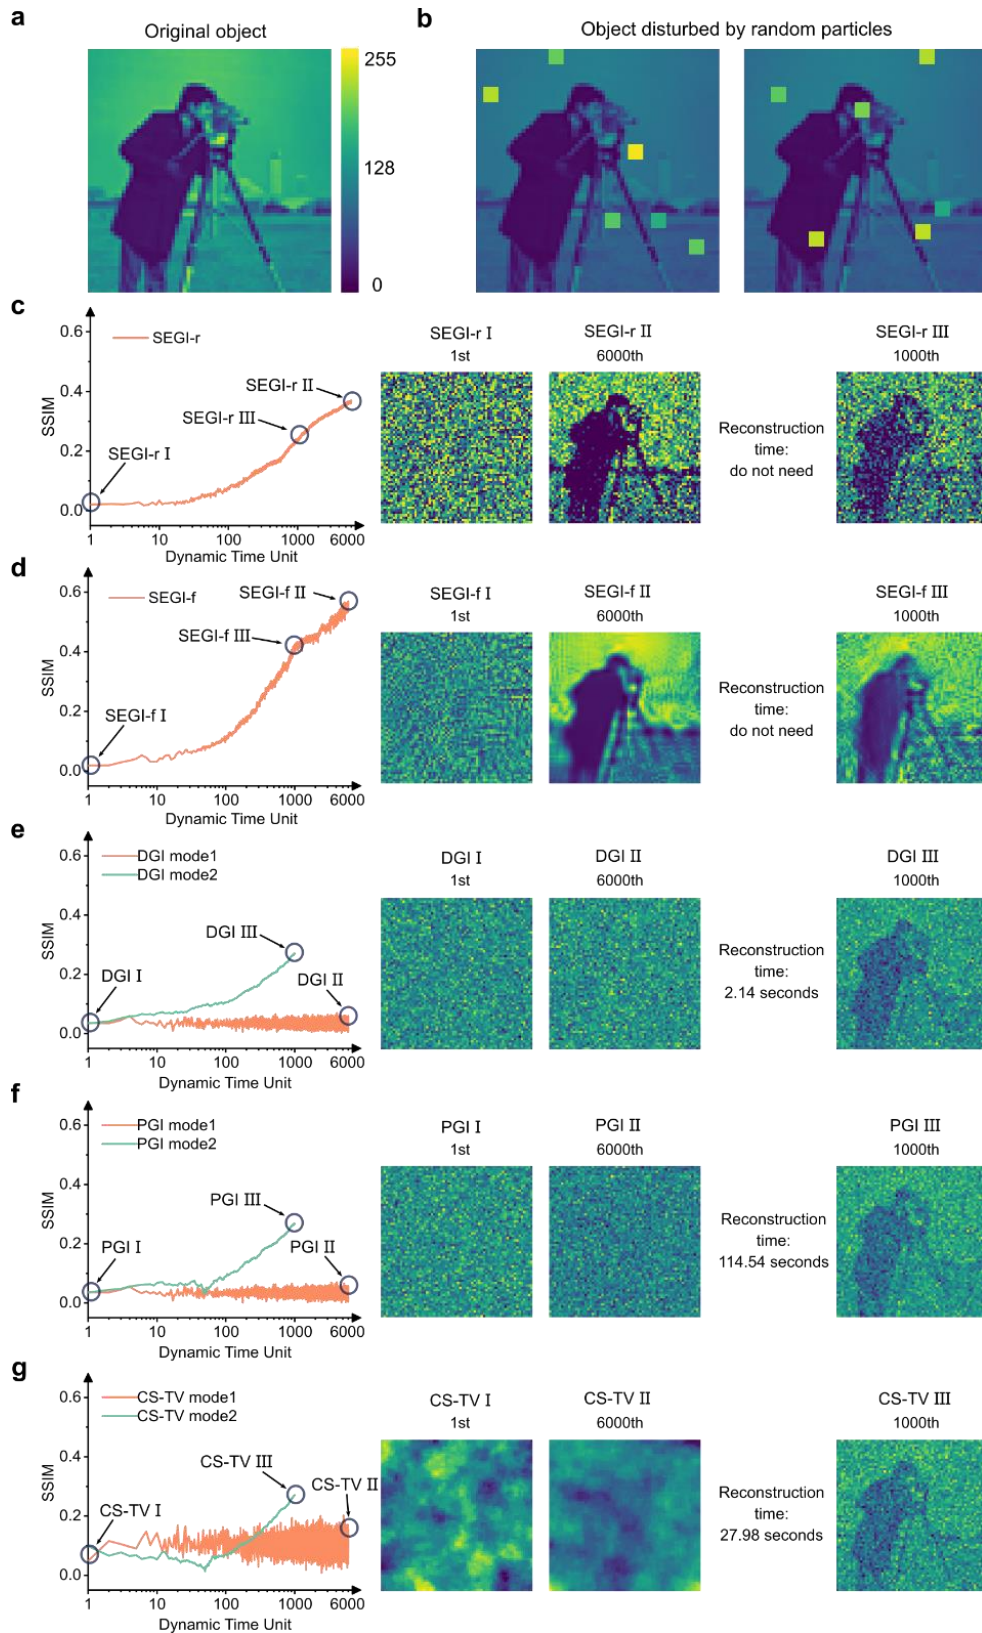 a
Original object
255
128
0
b
Object disturbed by random particles
c
0.6
0.4
0.2
0.0
SSIM
SEGI-r
SEGI-r II
SEGI-r III
SEGI-r I
1
10
100
1000
6000
Dynamic Time Unit
SEGI-r I
1st
SEGI-r II
6000th
Reconstruction
time:
do not need
SEGI-r III
1000th
d
0.6
0.4
0.2
0.0
SSIM
SEGI-f
SEGI-f II
SEGI-f III
SEGI-f I
1
10
100
1000
6000
Dynamic Time Unit
SEGI-f I
1st
SEGI-f II
6000th
Reconstruction
time:
do not need
SEGI-f III
1000th
e
0.6
0.4
0.2
0.0
SSIM
DGI mode1
DGI mode2
DGI III
DGI I
DGI II
1
10
100
1000
6000
Dynamic Time Unit
DGI I
1st
DGI II
6000th
Reconstruction
time:
2.14 seconds
DGI III
1000th
f
0.6
0.4
0.2
0.0
SSIM
PGI mode1
PGI mode2
PGI III
PGI I
PGI II
1
10
100
1000
6000
Dynamic Time Unit
PGI I
1st
PGI II
6000th
Reconstruction
time:
114.54 seconds
PGI III
1000th
g
0.6
0.4
0.2
0.0
SSIM
CS-TV mode1
CS-TV mode2
CS-TV III
CS-TV II
CS-TV I
1
10
100
1000
6000
Dynamic Time Unit
CS-TV I
1st
CS-TV II
6000th
Reconstruction
time:
27.98 seconds
CS-TV III
1000th